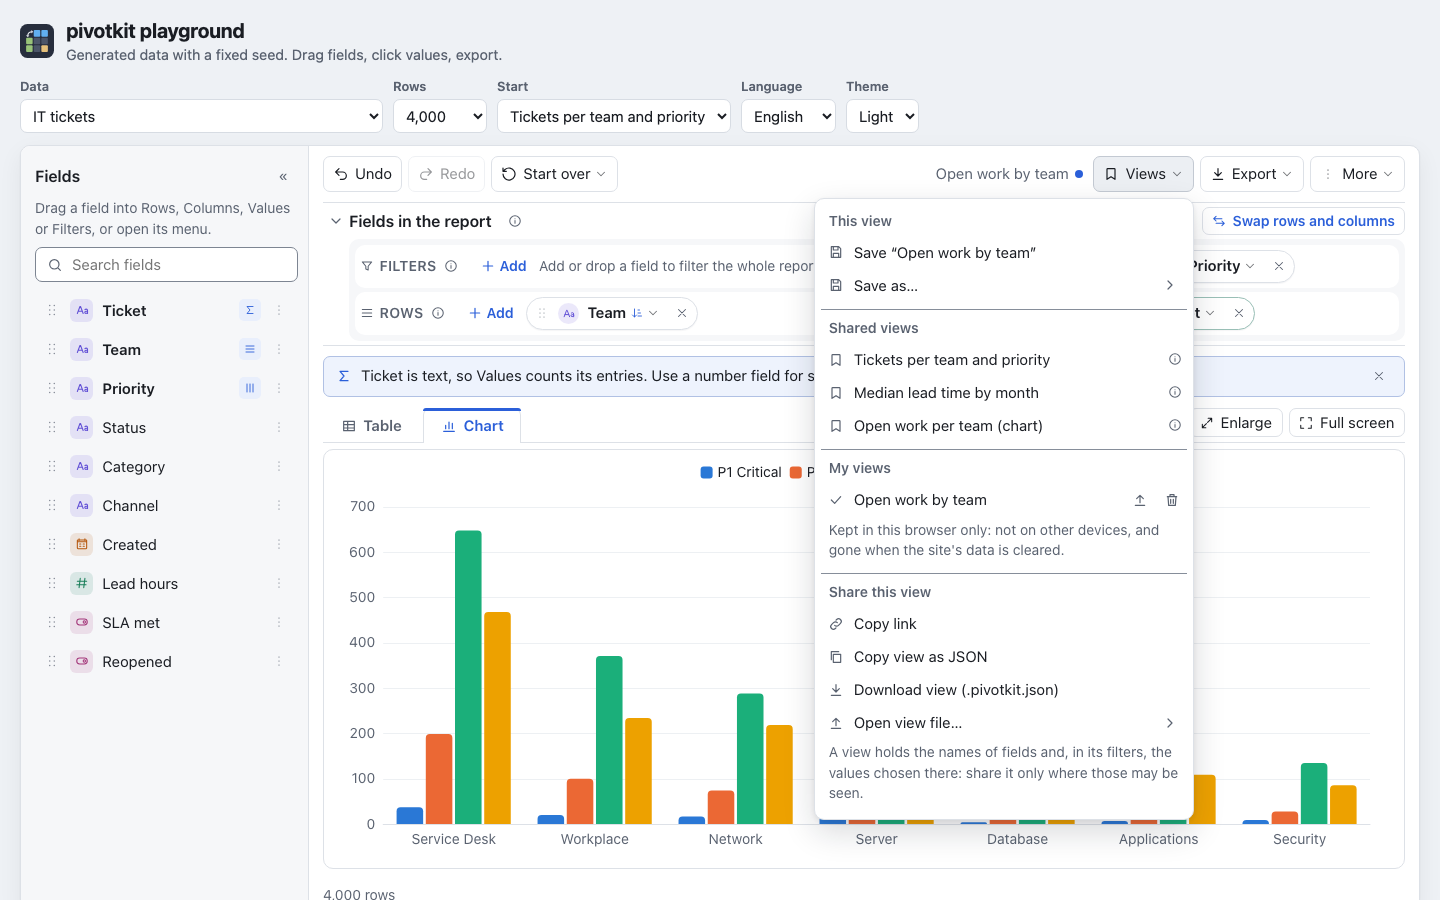 pivotkit playground
Generated data with a fixed seed. Drag fields, click values, export.
Data
Rows
Start
Language
Theme
IT tickets
4,000
Tickets per team and priority
English
Light
Fields
«
Drag a field into Rows, Columns, Values
or Filters, or open its menu.
Search fields
Aa Ticket Σ
Aa Team
Aa Priority
Aa Status
Aa Category
Aa Channel
Created
# Lead hours
SLA met
Reopened
Undo
Redo
Start over
Open work by team
Views
Export
More
Fields in the report
Swap rows and columns
FILTERS
+ Add
Add or drop a field to filter the whole repor
Priority
ROWS
+ Add
Aa Team
t
Σ Ticket is text, so Values counts its entries. Use a number field for s
Table
Chart
Enlarge
Full screen
P1 Critical
P
700
600
500
400
300
200
100
0
Service Desk
Workplace
Network
Server
Database
Applications
Security
4,000 rows
This view
Save “Open work by team”
Save as...
Shared views
Tickets per team and priority
Median lead time by month
Open work per team (chart)
My views
Open work by team
Kept in this browser only: not on other devices, and
gone when the site's data is cleared.
Share this view
Copy link
Copy view as JSON
Download view (.pivotkit.json)
Open view file...
A view holds the names of fields and, in its filters, the
values chosen there: share it only where those may be
seen.